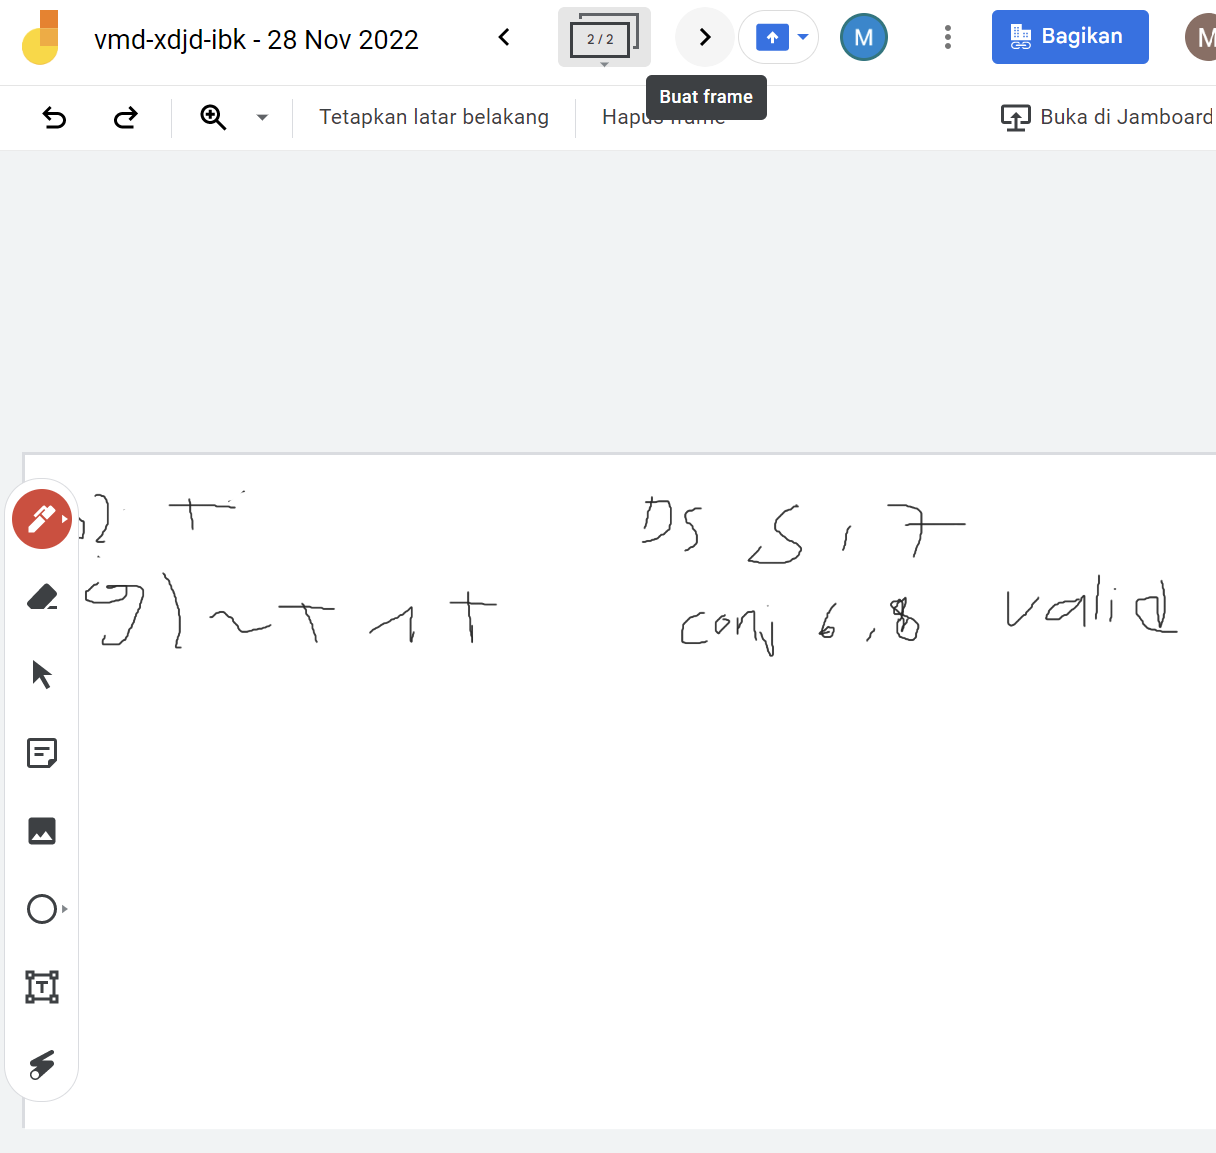 vmd-xdjd-ibk - 28 Nov 2022
2 / 2
M
Bagikan
M
Buat frame
Tetapkan latar belakang
Hapus frame
Buka di Jamboard
T
Ds 5, 7
9) ~T ∧ T
conj 6, 8 valid
T